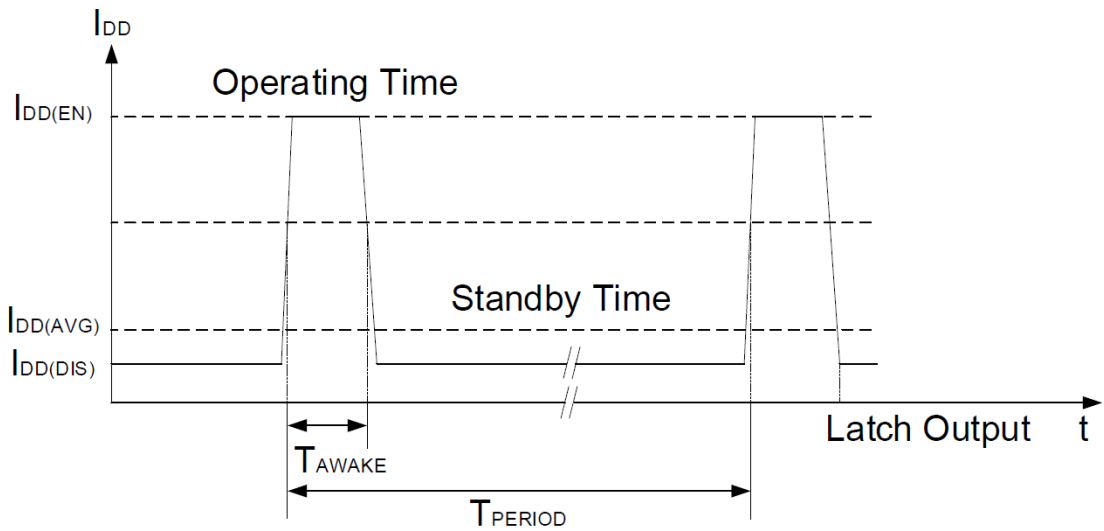 IDD
Operating Time
IDD(EN)
Standby Time
IDD(AVG)
IDD(DIS)
Latch Output t
TAWAKE
TPERIOD